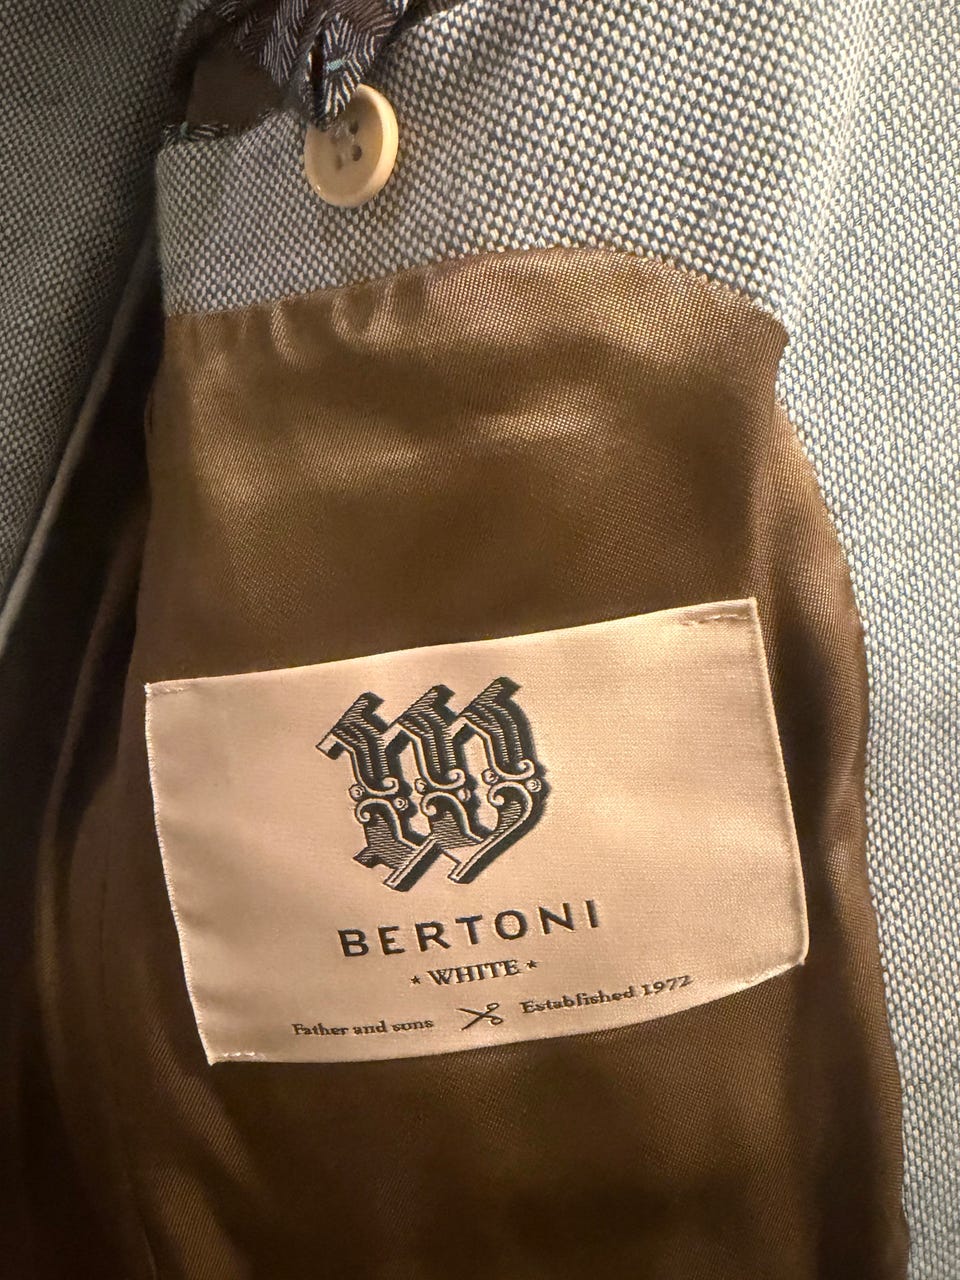 W
BERTONI
* WHITE *
Father and sons Established 1972